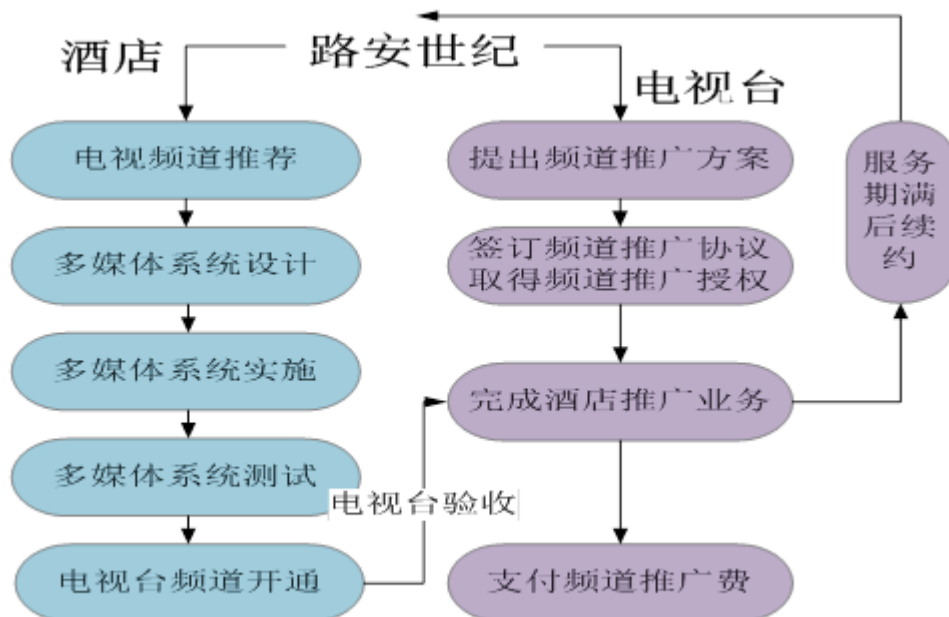 酒店
路安世纪
电视台
电视频道推荐
多媒体系统设计
多媒体系统实施
多媒体系统测试
电视台频道开通
电视台验收
提出频道推广方案
签订频道推广协议
取得频道推广授权
完成酒店推广业务
支付频道推广费
服务
期满
后续
约